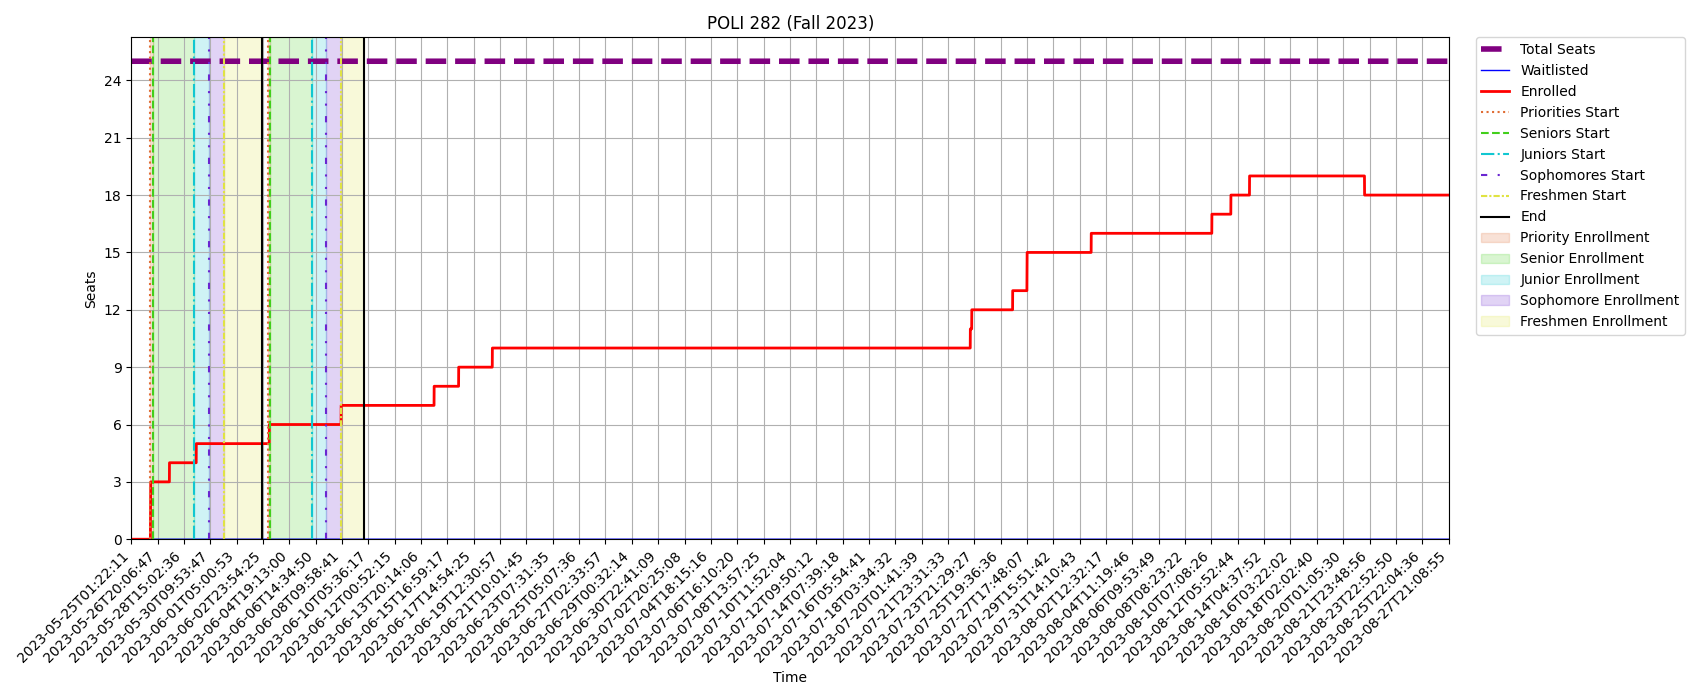 POLI 282 (Fall 2023)
Seats
24
21
18
15
12
9
6
3
0
2023-05-25T01:22:11
2023-05-26T20:06:47
2023-05-28T15:02:36
2023-05-30T09:53:47
2023-06-01T05:00:53
2023-06-02T23:54:25
2023-06-04T19:13:00
2023-06-06T14:34:50
2023-06-08T09:58:41
2023-06-10T05:36:17
2023-06-12T00:52:15
2023-06-13T20:14:06
2023-06-15T16:59:17
2023-06-17T14:54:25
2023-06-19T12:30:57
2023-06-21T10:01:45
2023-06-23T07:31:35
2023-06-25T05:07:36
2023-06-27T02:33:57
2023-06-29T00:32:14
2023-06-30T22:41:09
2023-07-02T20:25:08
2023-07-04T18:15:16
2023-07-06T16:10:20
2023-07-08T13:57:25
2023-07-10T11:52:04
2023-07-12T09:50:12
2023-07-14T07:39:18
2023-07-16T05:54:41
2023-07-18T03:34:32
2023-07-20T01:41:39
2023-07-21T23:31:33
2023-07-23T21:29:27
2023-07-25T19:36:36
2023-07-27T17:48:07
2023-07-29T15:51:42
2023-07-31T14:10:43
2023-08-02T12:32:17
2023-08-04T11:19:46
2023-08-06T09:53:49
2023-08-08T08:23:22
2023-08-10T07:08:26
2023-08-12T05:52:44
2023-08-14T04:37:52
2023-08-16T03:22:02
2023-08-18T02:02:40
2023-08-20T01:05:30
2023-08-21T23:48:56
2023-08-23T22:52:50
2023-08-25T22:04:36
2023-08-27T21:08:55
Time
Total Seats
Waitlisted
Enrolled
Priorities Start
Seniors Start
Juniors Start
Sophomores Start
Freshmen Start
End
Priority Enrollment
Senior Enrollment
Junior Enrollment
Sophomore Enrollment
Freshmen Enrollment